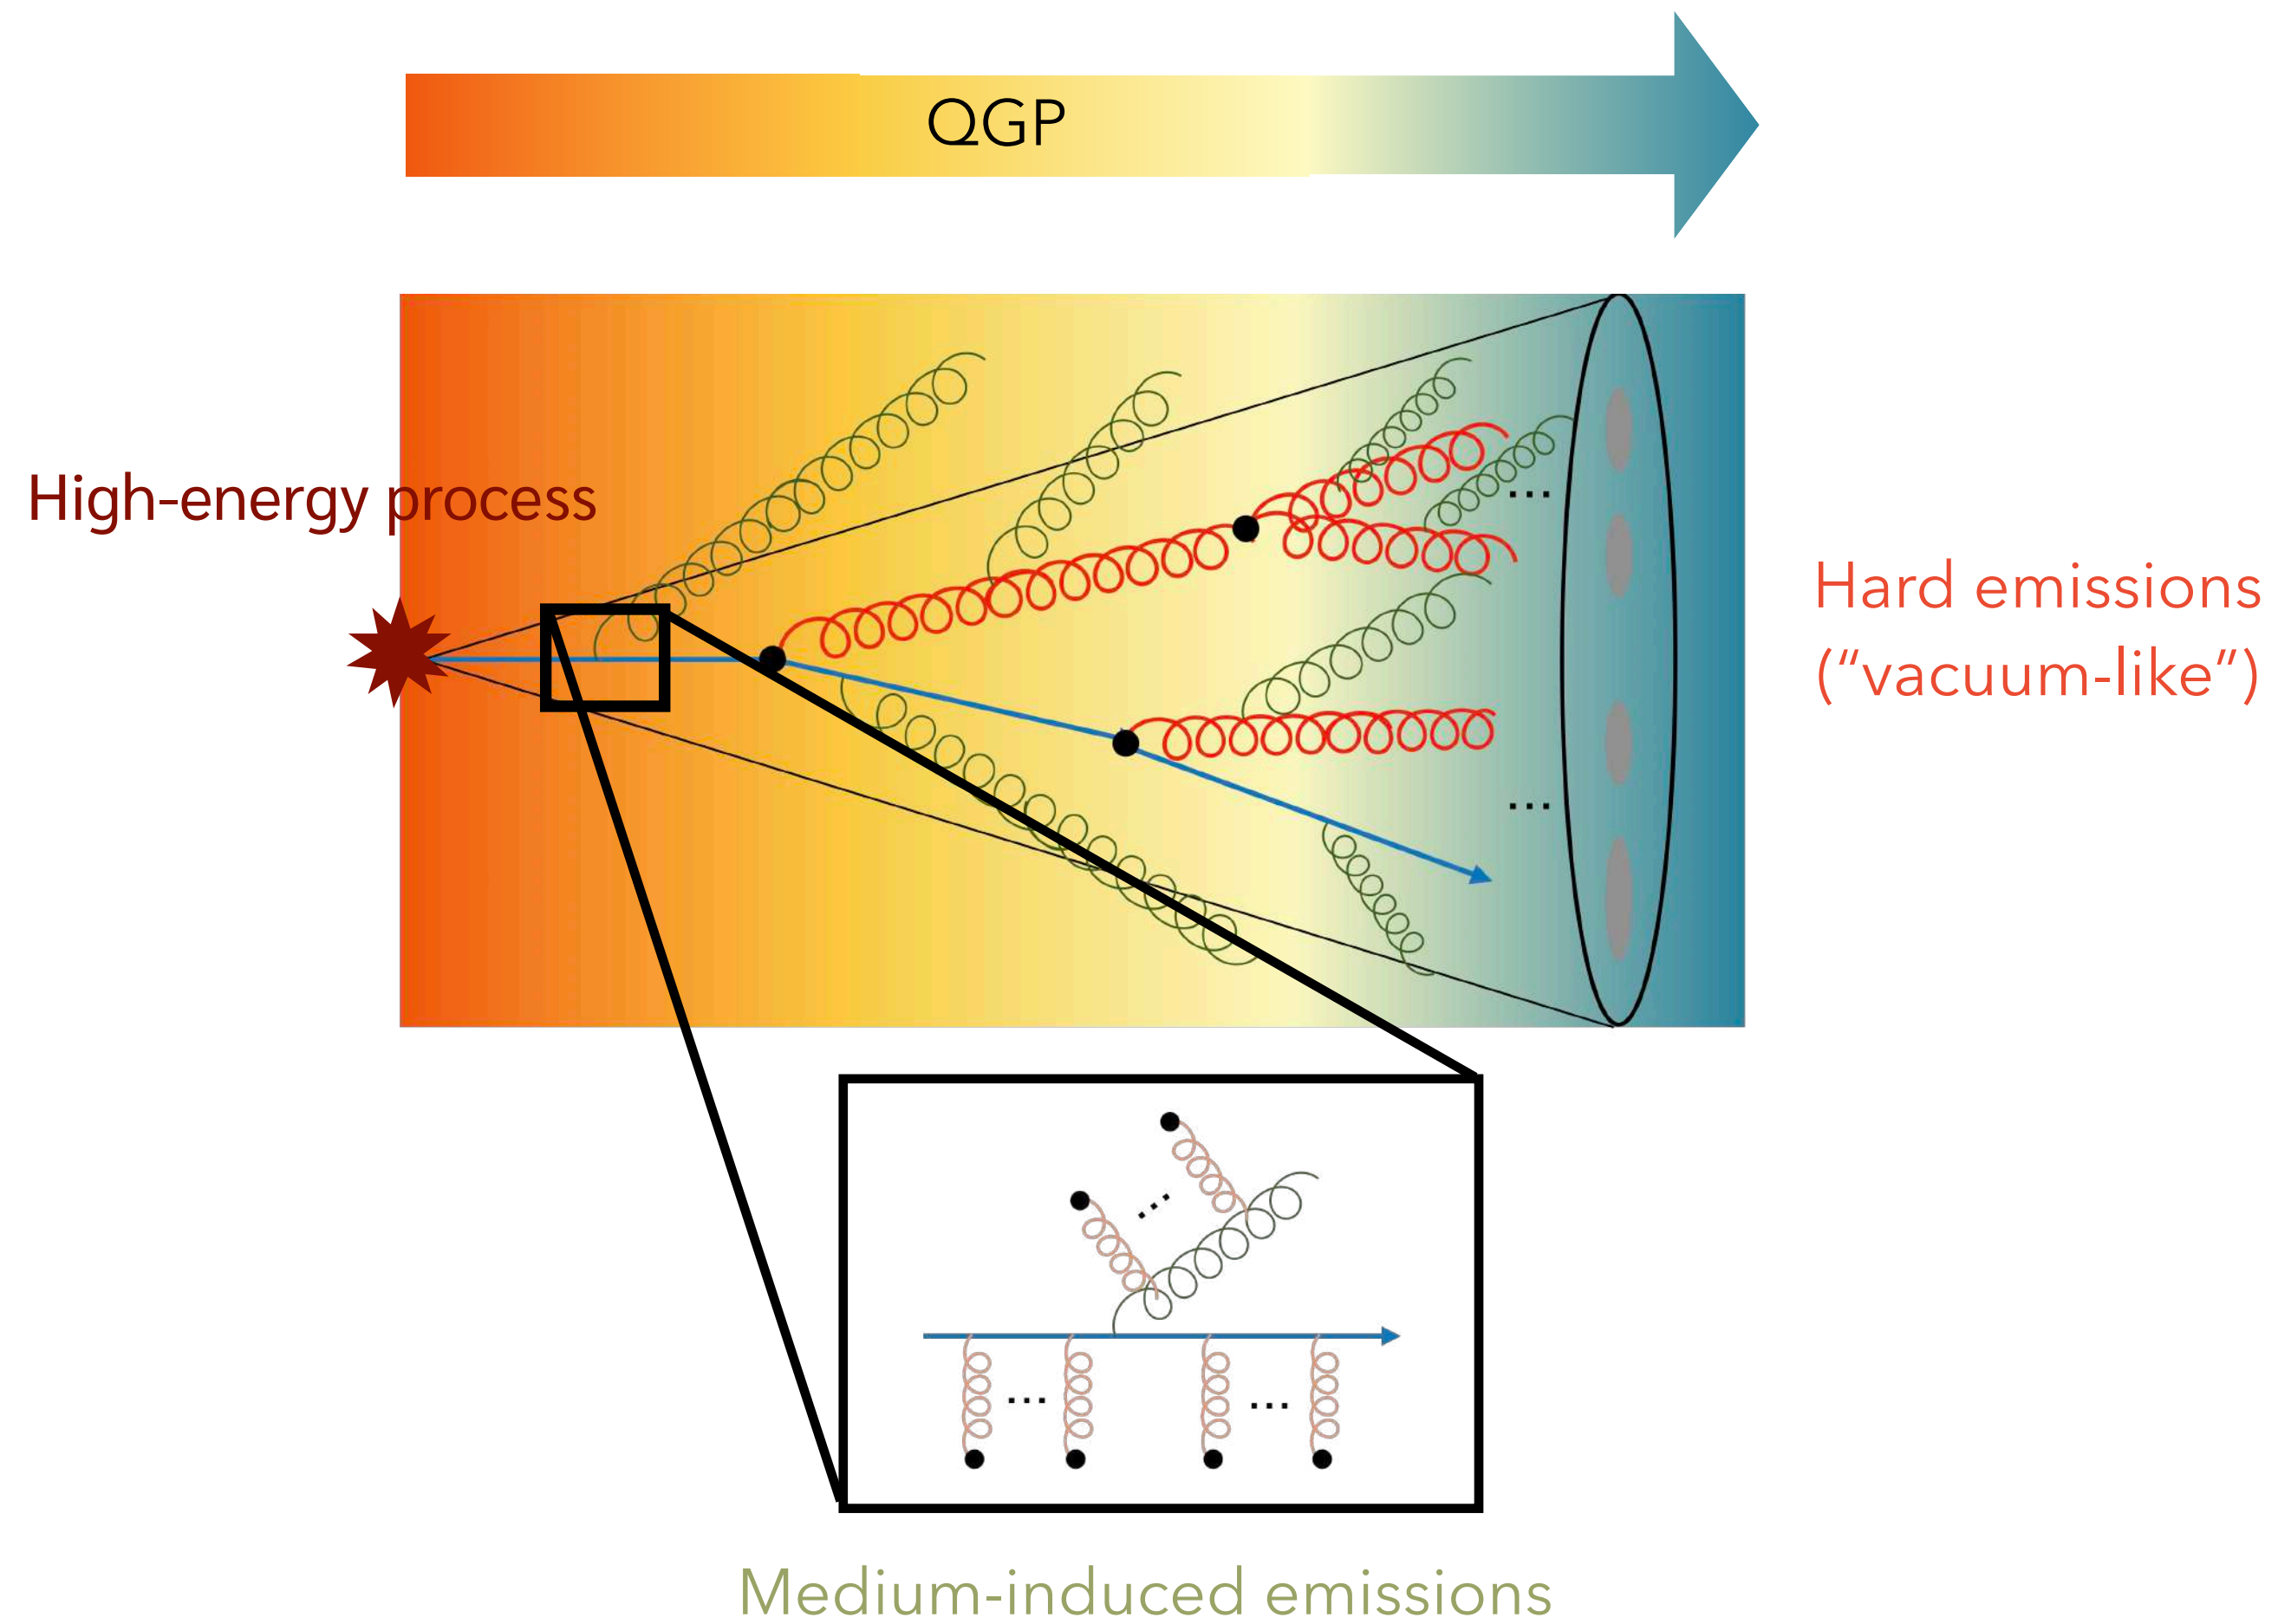 QGP
High-energy process
Hard emissions
(“vacuum-like”)
...
...
...
...
...
Medium-induced emissions